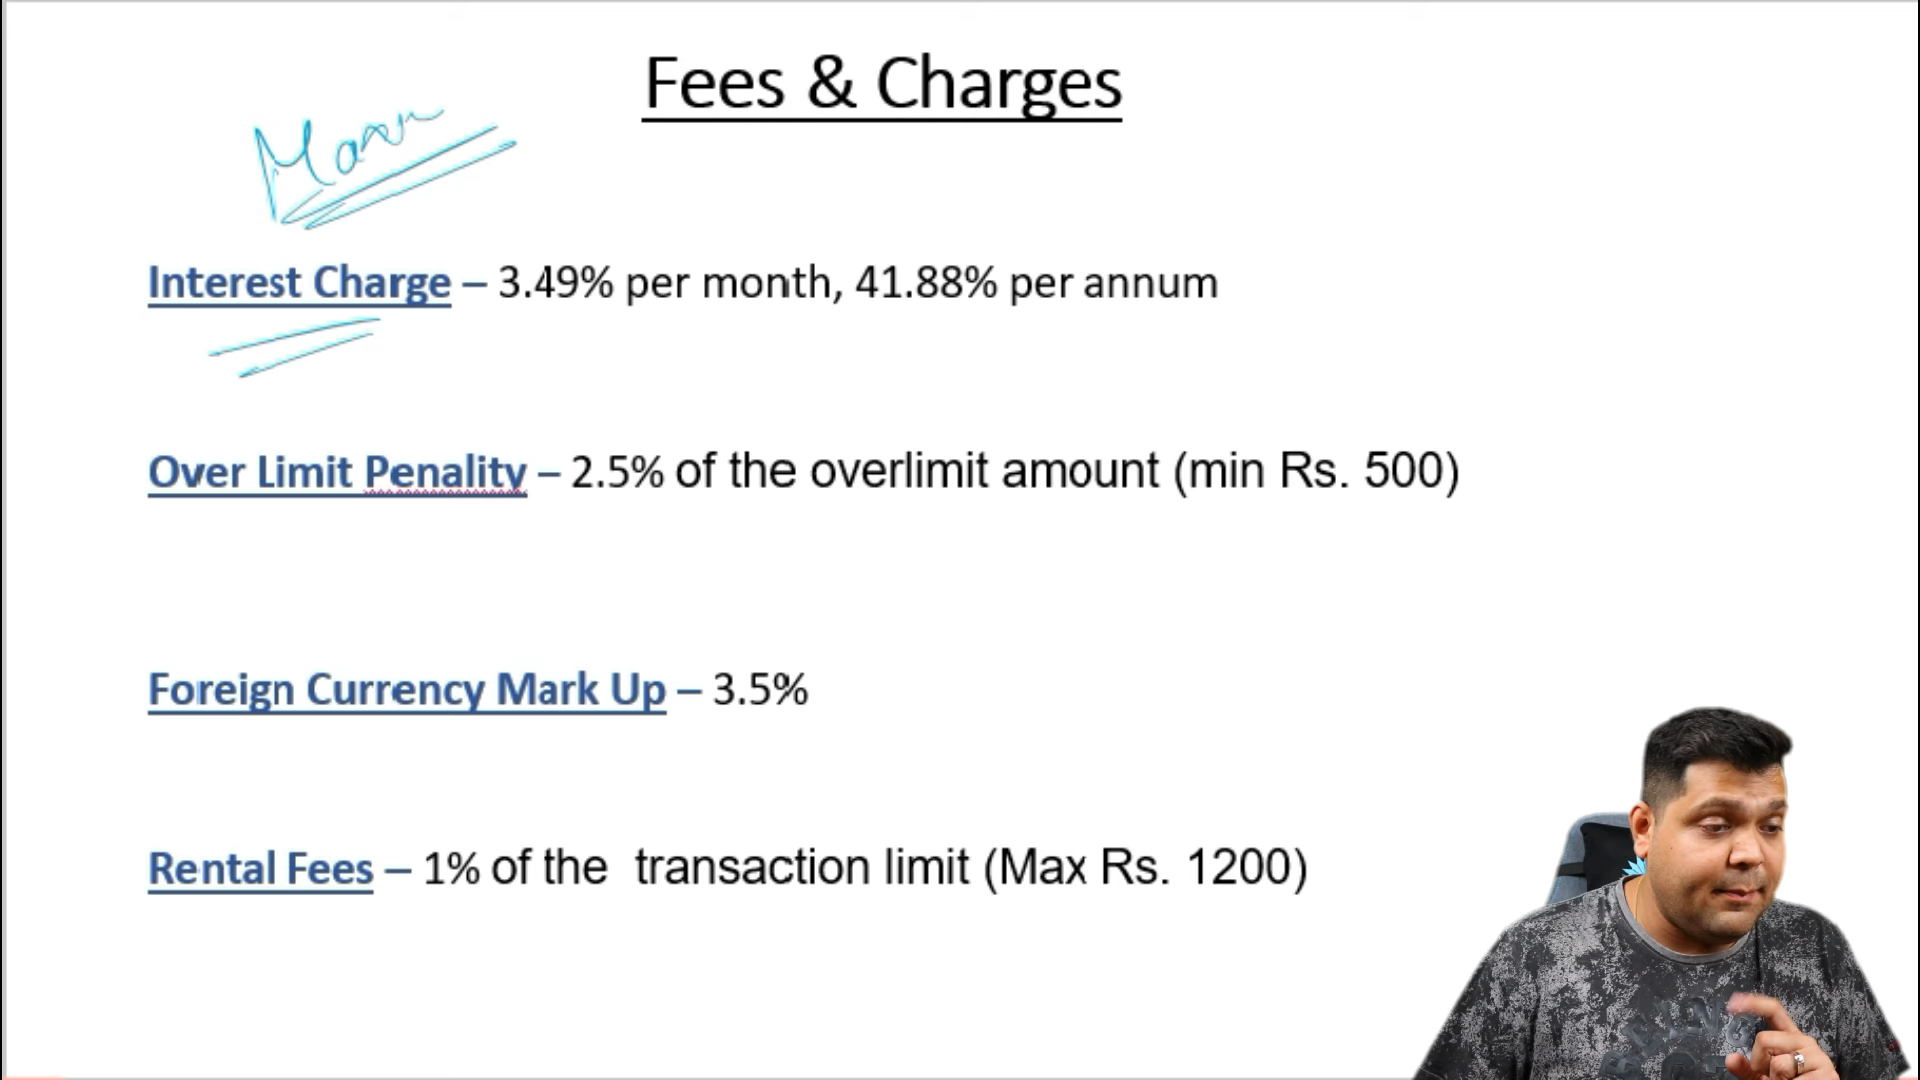 Fees & Charges
Interest Charge – 3.49% per month, 41.88% per annum
Over Limit Penality – 2.5% of the overlimit amount (min Rs. 500)
Foreign Currency Mark Up – 3.5%
Rental Fees – 1% of the transaction limit (Max Rs. 1200)